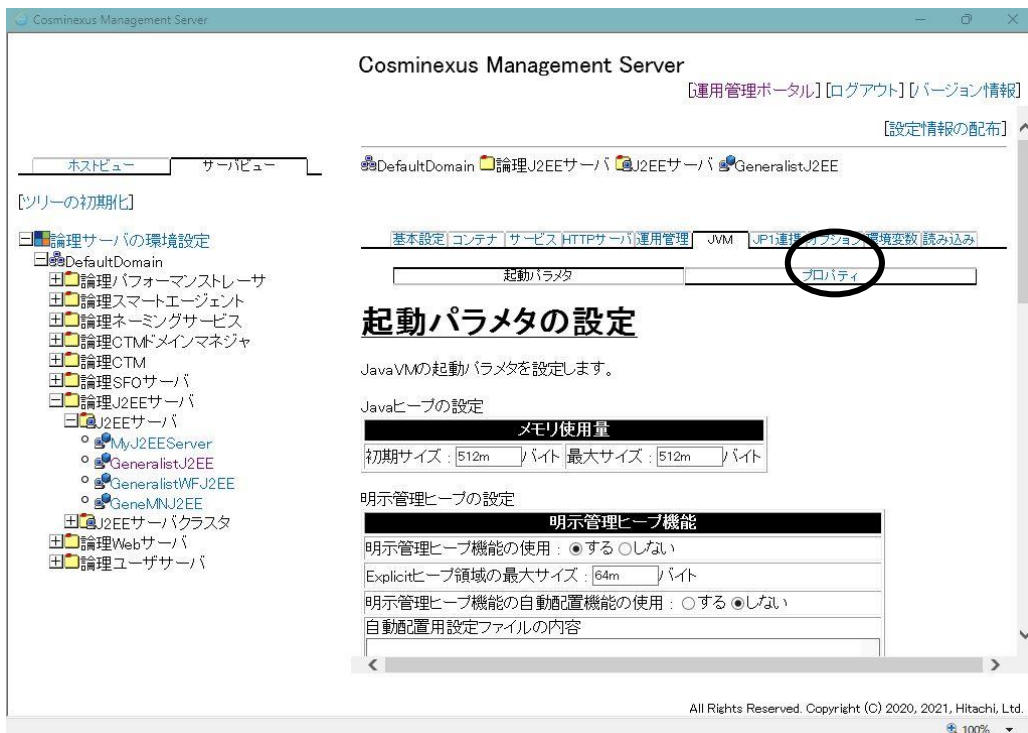 Cosminexus Management Server
Cosminexus Management Server
[運用管理ポータル] [ログアウト] [バージョン情報]
[設定情報の配布]
ホストビュー サーバビュー
[ツリーの初期化]
論理サーバの環境設定
DefaultDomain
論理パフォーマンストレーサ
論理スマートエージェント
論理ネーミングサービス
論理CTMドメインマネジャ
論理CTM
論理SFOサーバ
論理J2EEサーバ
J2EEサーバ
MyJ2EEServer
GeneralistJ2EE
GeneralistWFJ2EE
GeneMNJ2EE
J2EEサーバクラスタ
論理Webサーバ
論理ユーザサーバ
DefaultDomain 論理J2EEサーバ J2EEサーバ GeneralistJ2EE
基本設定 コンテナ サービス HTTPサーバ 運用管理 JVM JP1連携 オプション 環境変数 読み込み
起動パラメタ プロパティ
起動パラメタの設定
JavaVMの起動パラメタを設定します。
Javaヒープの設定
メモリ使用量
初期サイズ : 512m バイト 最大サイズ : 512m バイト
明示管理ヒープの設定
明示管理ヒープ機能
明示管理ヒープ機能の使用 : する しない
Explicitヒープ領域の最大サイズ : 64m バイト
明示管理ヒープ機能の自動配置機能の使用 : する しない
自動配置用設定ファイルの内容
All Rights Reserved. Copyright (C) 2020, 2021, Hitachi, Ltd.
100%